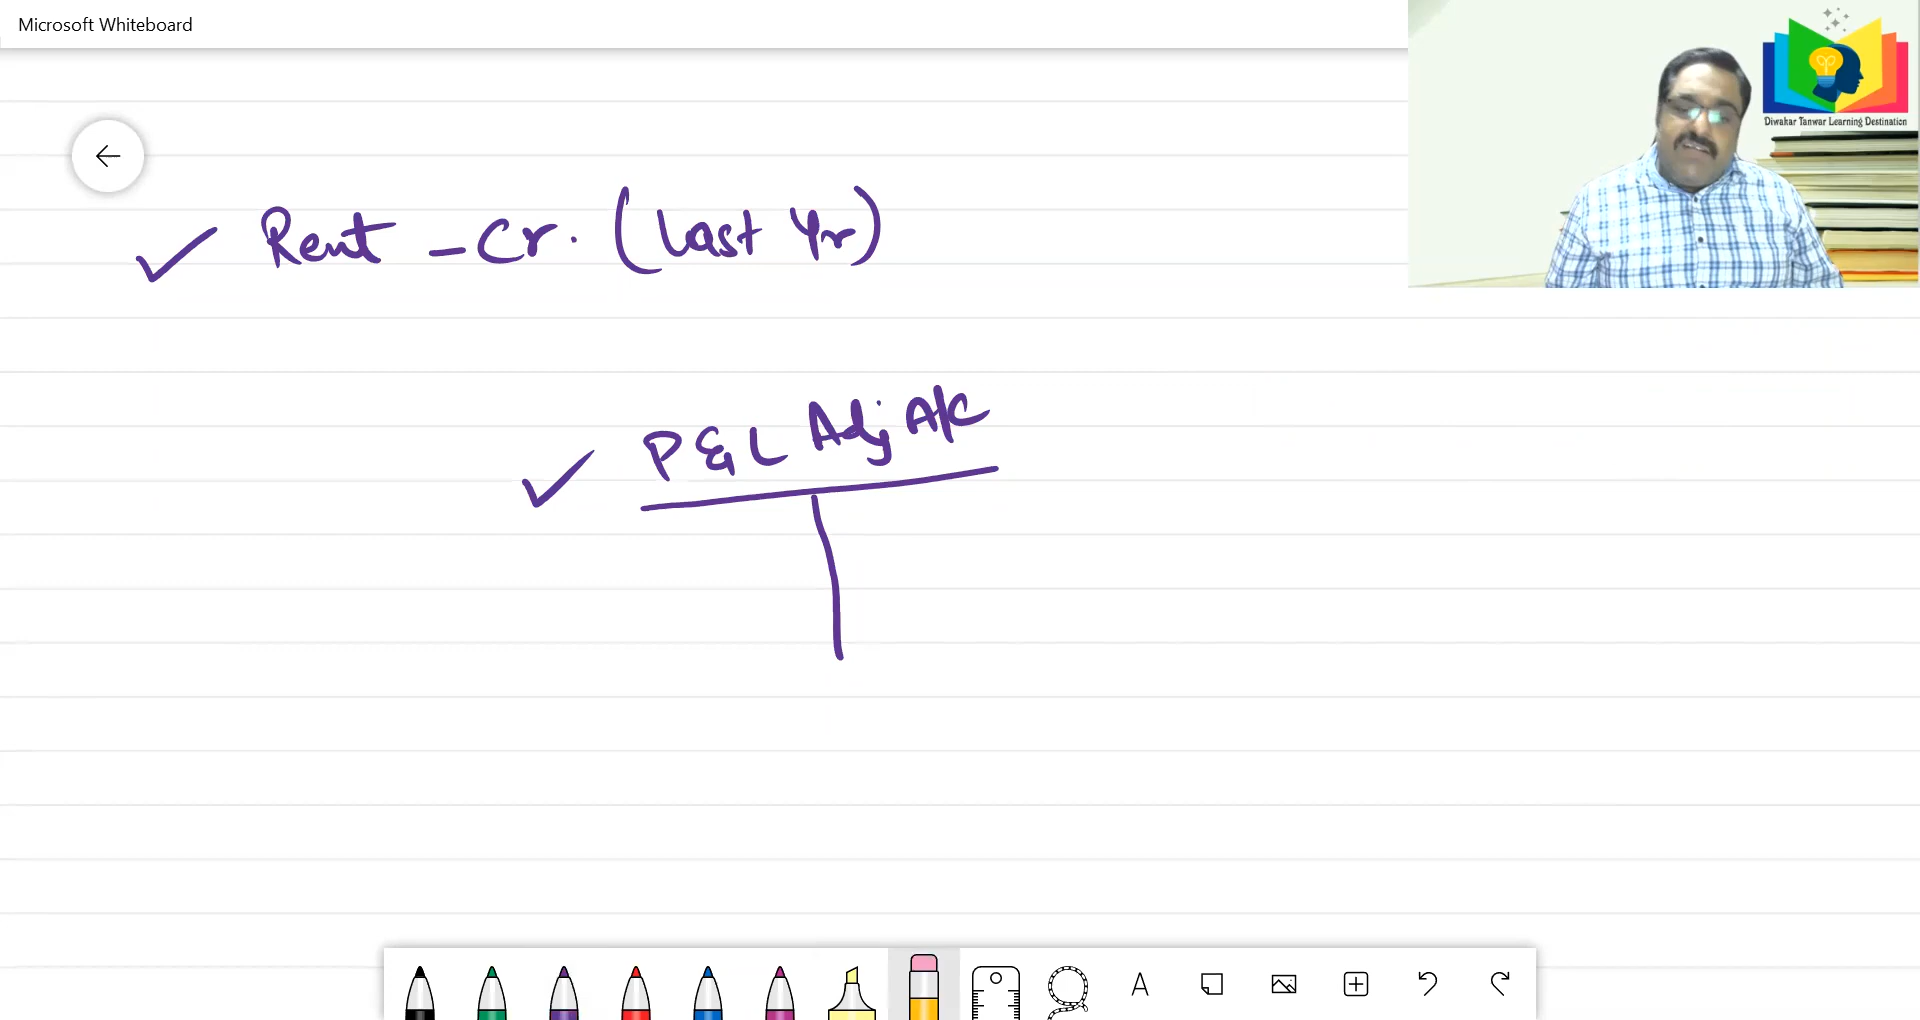 Microsoft Whiteboard
Diwakar Tanwar Learning Destination
Rent - Cr. (Last Yr)
P & L Adj A/c
A